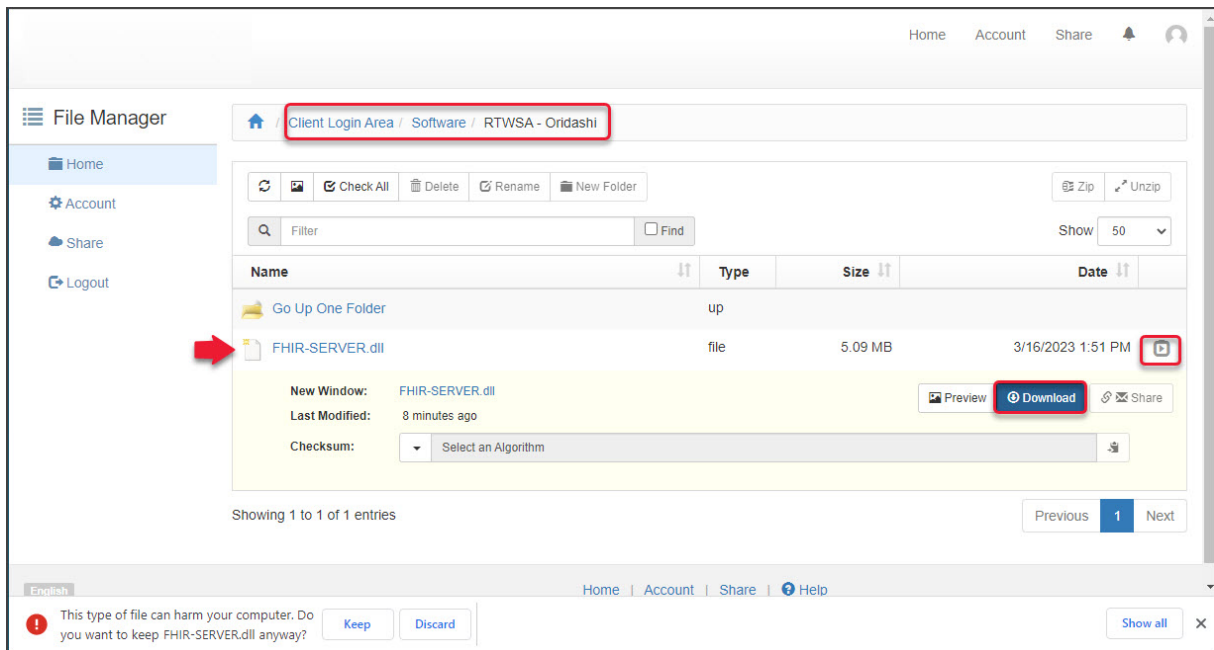 Home Account Share
File Manager
/ Client Login Area / Software / RTWSA - Oridashi
Home
Account
Share
Logout
Check All Delete Rename New Folder Zip Unzip
Filter Find Show 50
Name Type Size Date
Go Up One Folder up
FHIR-SERVER.dll file 5.09 MB 3/16/2023 1:51 PM
New Window: FHIR-SERVER.dll Preview Download Share
Last Modified: 8 minutes ago
Checksum: Select an Algorithm
Showing 1 to 1 of 1 entries Previous 1 Next
English Home | Account | Share | Help
This type of file can harm your computer. Do
you want to keep FHIR-SERVER.dll anyway?
Keep Discard Show all